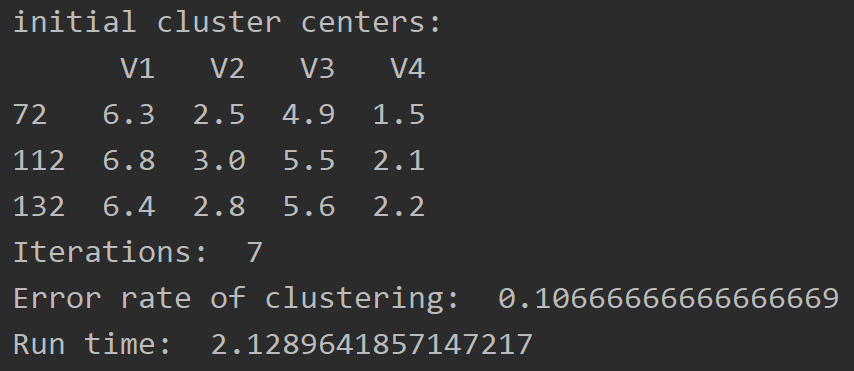 initial cluster centers:
V1 V2 V3 V4
72 6.3 2.5 4.9 1.5
112 6.8 3.0 5.5 2.1
132 6.4 2.8 5.6 2.2
Iterations: 7
Error rate of clustering: 0.10666666666666669
Run time: 2.1289641857147217